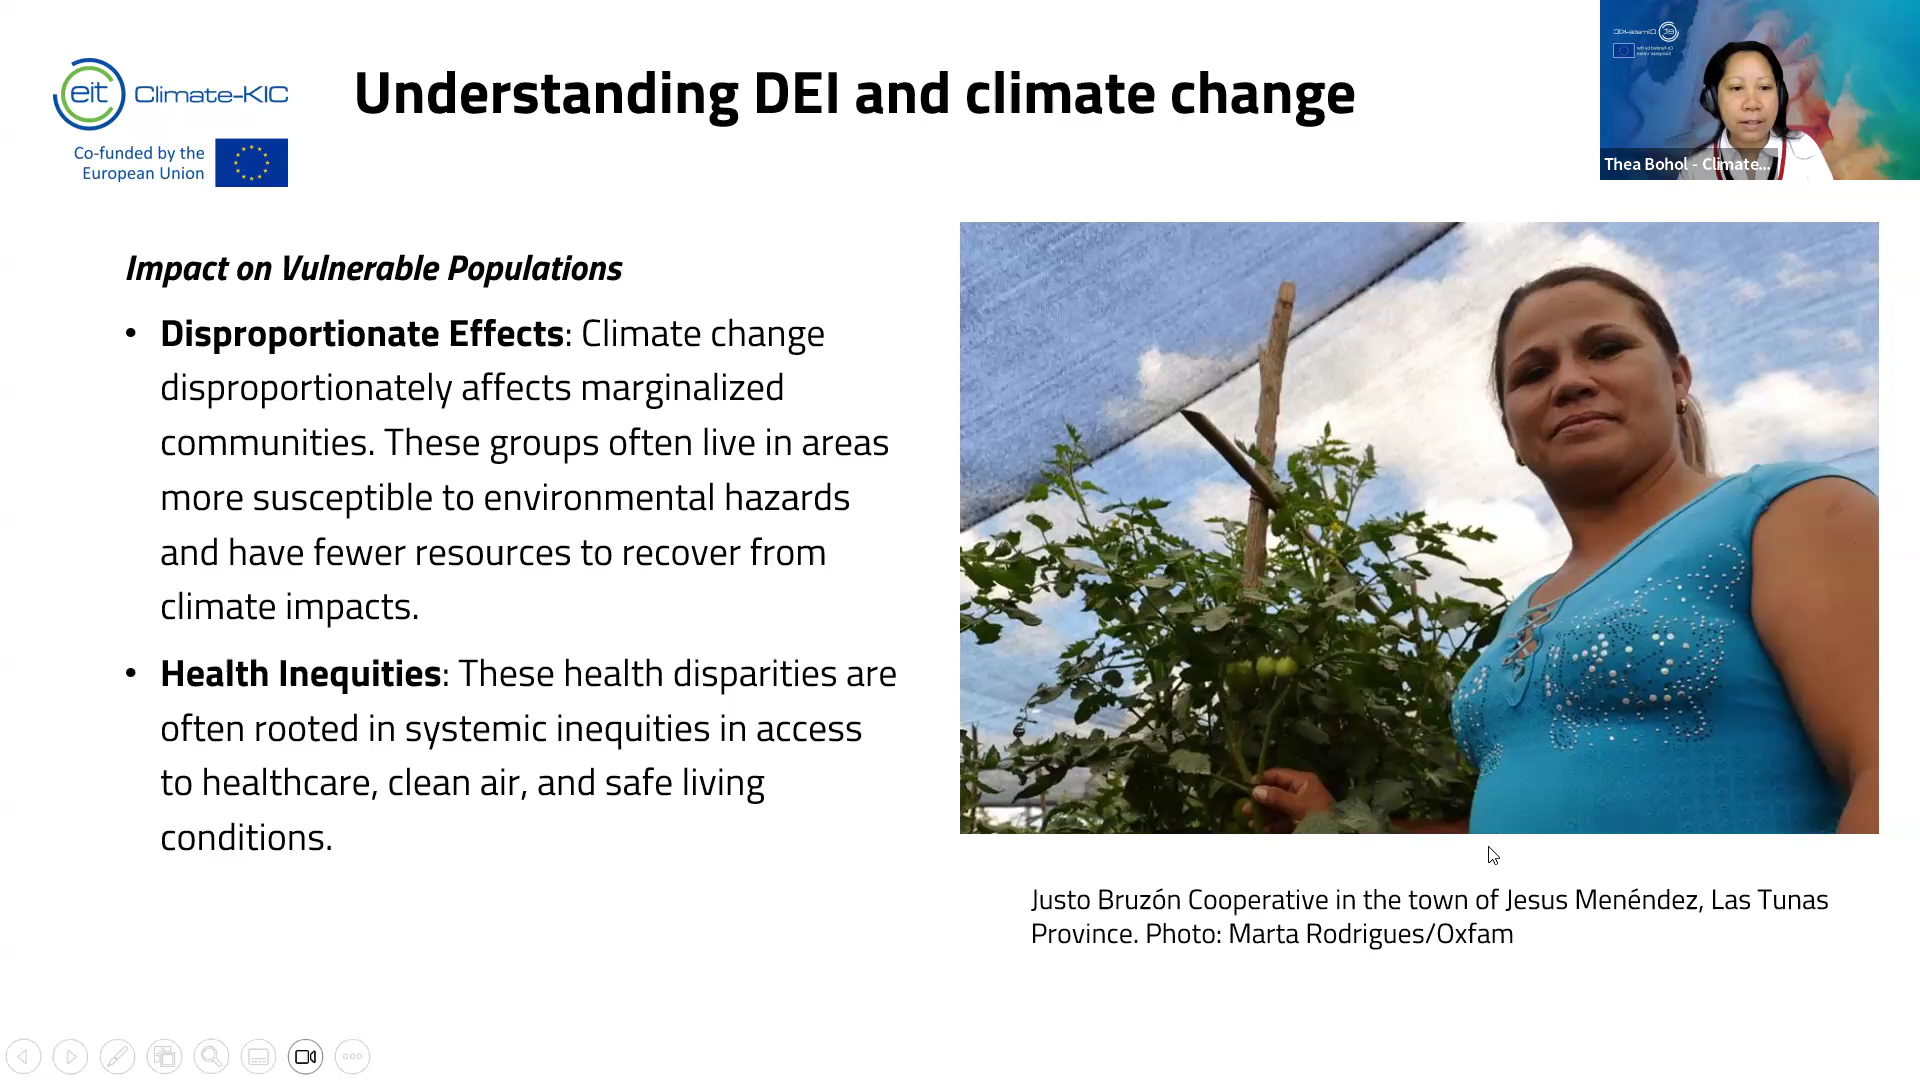 eit Climate-KIC
Co-funded by the
European Union
Understanding DEI and climate change
Thea Bohol - Climate...
Impact on Vulnerable Populations
• Disproportionate Effects: Climate change
disproportionately affects marginalized
communities. These groups often live in areas
more susceptible to environmental hazards
and have fewer resources to recover from
climate impacts.
• Health Inequities: These health disparities are
often rooted in systemic inequities in access
to healthcare, clean air, and safe living
conditions.
Justo Bruzón Cooperative in the town of Jesus Menéndez, Las Tunas
Province. Photo: Marta Rodrigues/Oxfam